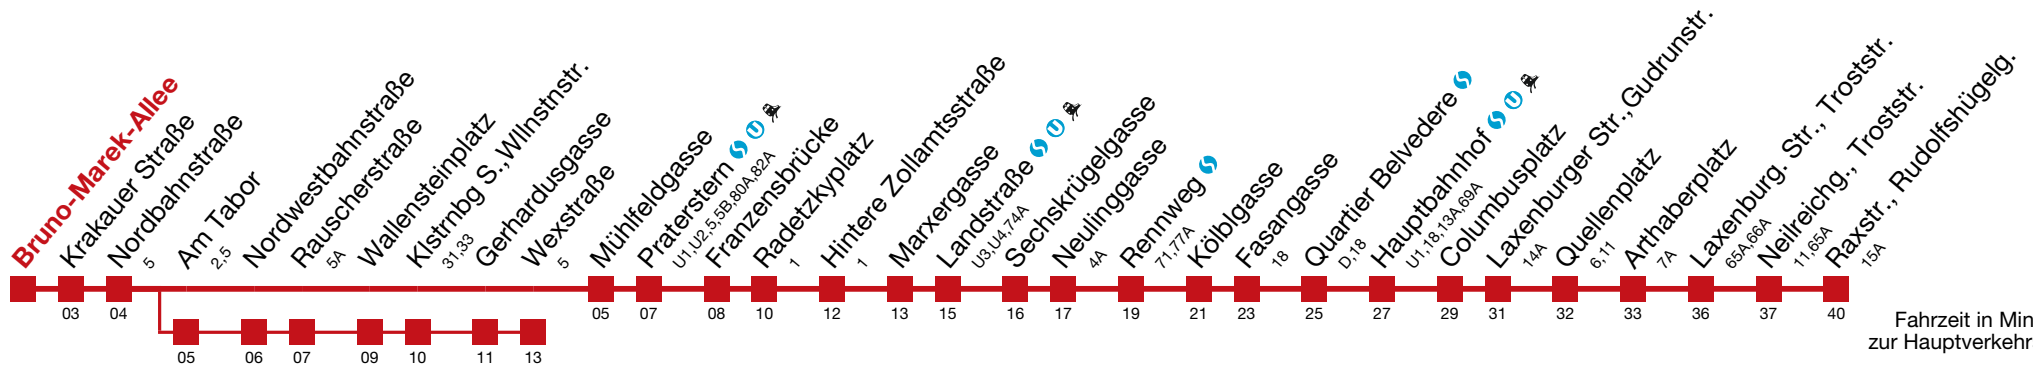 Bruno-Marek-Allee
Krakauer Straße
Nordbahnstraße
5
Am Tabor
2,5
Nordwestbahnstraße
Rauscherstraße
5A
Wallensteinplatz
Klstrnbg S., Wllnstnstr.
31,33
Gerhardusgasse
Wexstraße
5
Mühlfeldgasse
Praterstern
U1,U2,5,5B,80A,82A
Franzensbrücke
Radetzkyplatz
1
Hintere Zollamtsstraße
1
Marxergasse
Landstraße
U3,U4,74A
Sechskrügelgasse
Neulinggasse
4A
Rennweg
71,77A
Kölblgasse
Fasangasse
18
Quartier Belvedere
D,18
Hauptbahnhof
U1,18,13A,69A
Columbusplatz
Laxenburger Str., Gudrunstr.
14A
Quellenplatz
6,11
Arthaberplatz
7A
Laxenburg. Str., Troststr.
65A,66A
Neilreichg., Troststr.
11,65A
Raxstr., Rudolfshügelg.
15A
03 04 05 07 08 10 12 13 15 16 17 19 21 23 25 27 29 31 32 33 36 37 40
05 06 07 09 10 11 13
Fahrzeit in Min
zur Hauptverkehr